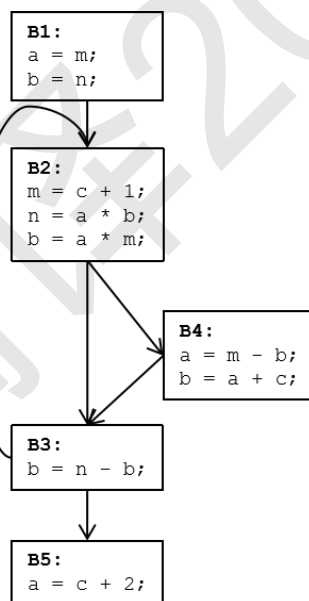 B1:
a = m;
b = n;
B2:
m = c + 1;
n = a * b;
b = a * m;
B4:
a = m - b;
b = a + c;
B3:
b = n - b;
B5:
a = c + 2;